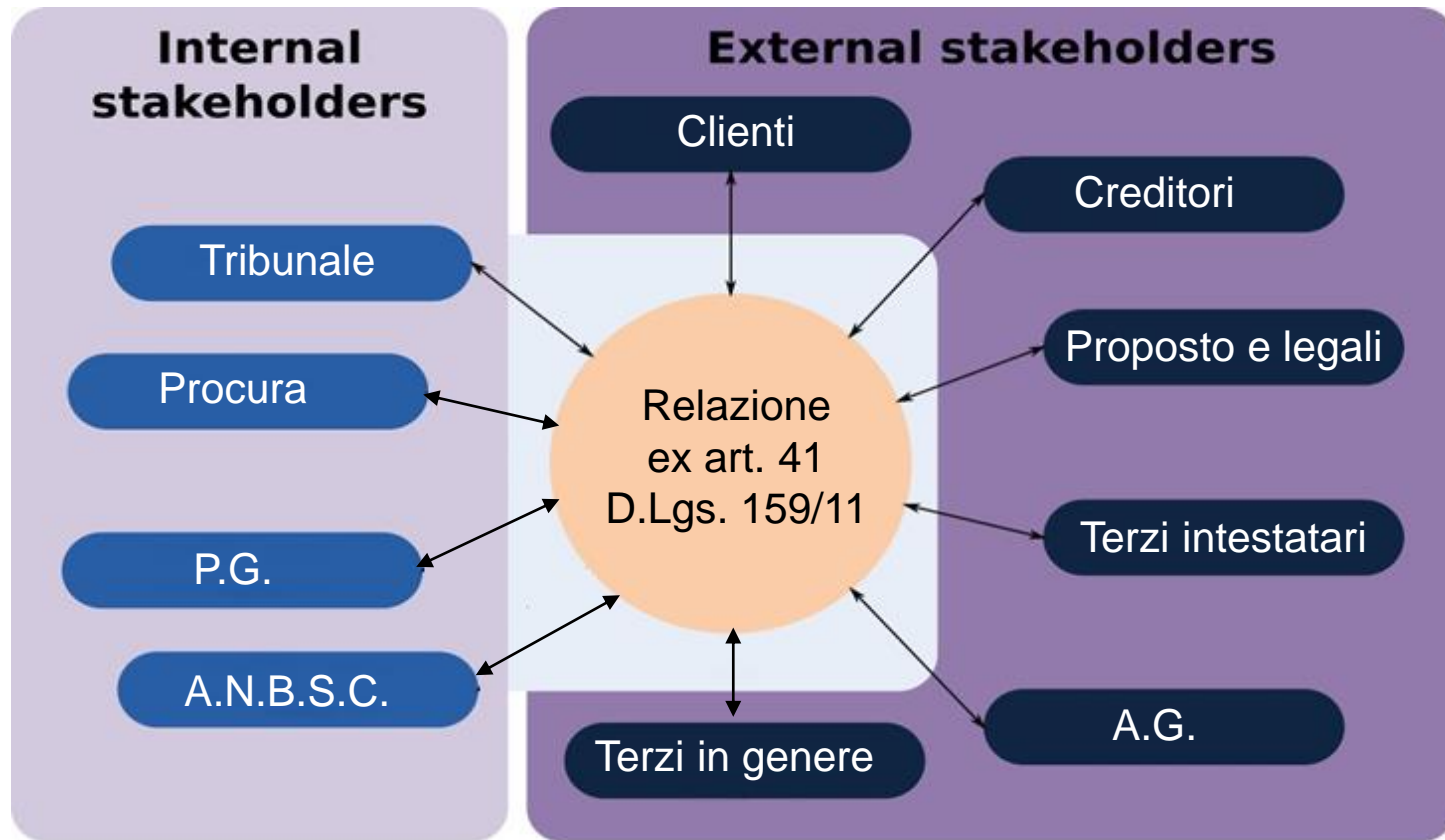 Internal
stakeholders
External stakeholders
Tribunale
Procura
P.G.
A.N.B.S.C.
Relazione
ex art. 41
D.Lgs. 159/11
Clienti
Creditori
Proposto e legali
Terzi intestatari
A.G.
Terzi in genere